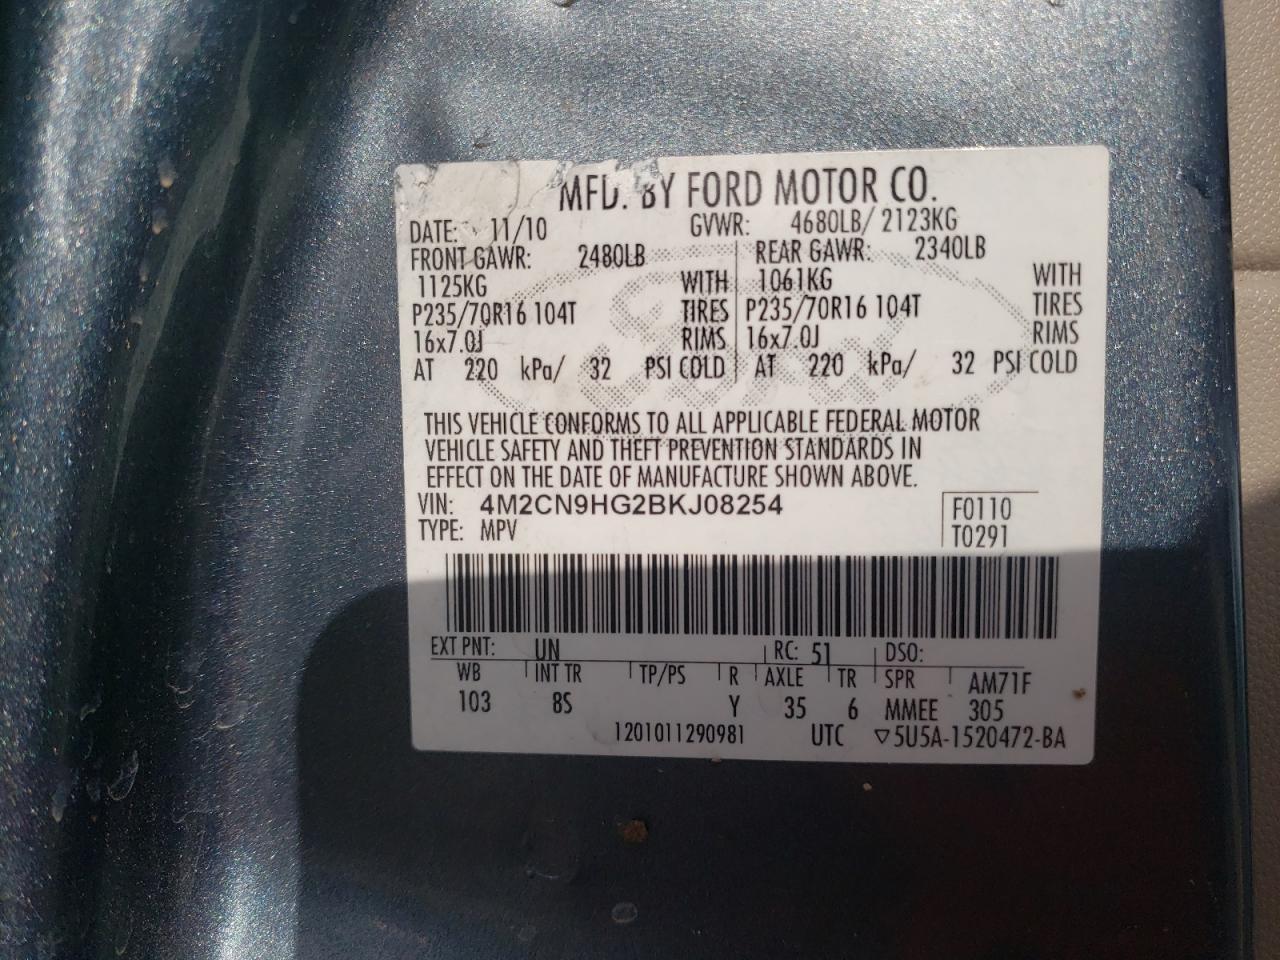 MFD. BY FORD MOTOR CO.
DATE: 11/10 GVWR: 4680LB/ 2123KG
FRONT GAWR: 2480LB REAR GAWR: 2340LB
1125KG WITH 1061KG WITH
P235/70R16 104T TIRES P235/70R16 104T TIRES
16x7.0J RIMS 16x7.0J RIMS
AT 220 kPa/ 32 PSI COLD AT 220 kPa/ 32 PSI COLD
THIS VEHICLE CONFORMS TO ALL APPLICABLE FEDERAL MOTOR
VEHICLE SAFETY AND THEFT PREVENTION STANDARDS IN
EFFECT ON THE DATE OF MANUFACTURE SHOWN ABOVE.
VIN: 4M2CN9HG2BKJ08254 F0110
TYPE: MPV T0291
EXT PNT: UN RC: 51 DSO:
WB INT TR TP/PS R AXLE TR SPR AM71F
103 8S Y 35 6 MMEE 305
1201011290981 UTC ▽5U5A-1520472-BA